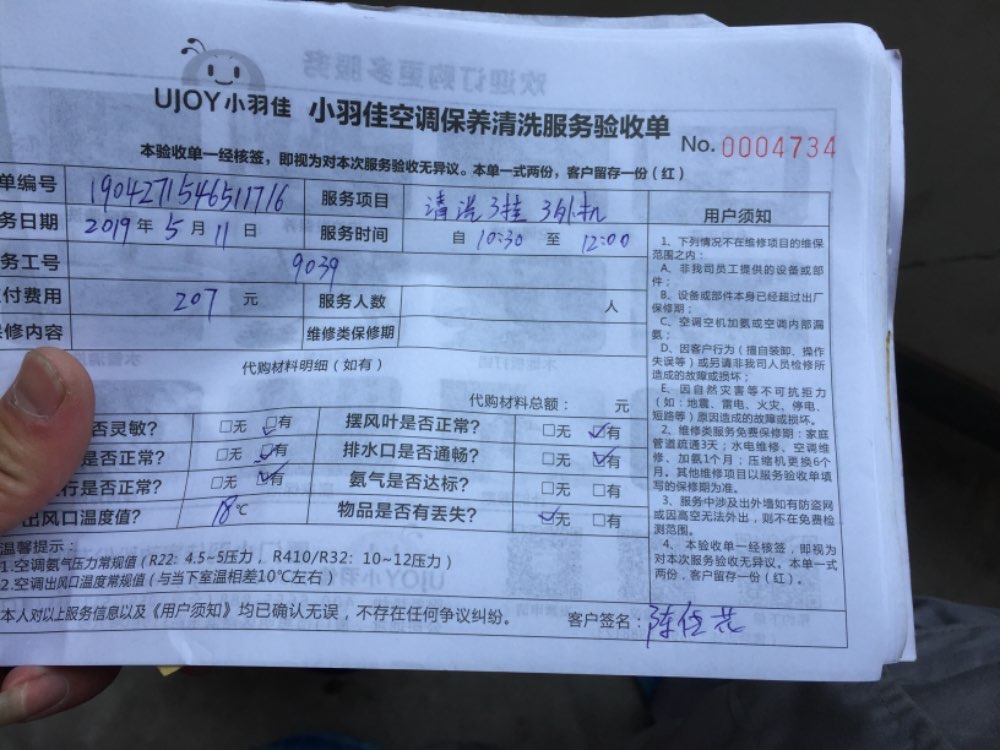 欢迎订购更多服务
UJOY小羽佳 小羽佳空调保养清洗服务验收单
No. 0004734
本验收单一经核签，即视为对本次服务验收无异议。本单一式两份，客户留存一份（红）
单编号 1904271546511716 服务项目 清洗3挂 3外机
务日期 2019年5月11日 服务时间 自 10:30 至 12:00
务工号 9039
付费用 207 元 服务人数 人
保修内容 维修类保修期
代购材料明细（如有）
代购材料总额： 元
否灵敏? □无 □有 摆风叶是否正常? □无 □有
是否正常? □无 □有 排水口是否通畅? □无 □有
行是否正常? □无 □有 氨气是否达标? □无 □有
出风口温度值? 18℃ 物品是否有丢失? □无 □有
温馨提示：
1.空调氨气压力常规值（R22: 4.5~5压力，R410/R32: 10~12压力）
2.空调出风口温度常规值（与当下室温相差10℃左右）
本人对以上服务信息以及《用户须知》均已确认无误，不存在任何争议纠纷。
客户签名：
用户须知
1、下列情况不在维修项目的维保
范围之内：
A、非我司员工提供的设备或部
件；
B、设备或部件本身已经超过出厂
保修期；
C、空调空机加氨或空调内部漏
氨；
D、因客户行为（擅自装卸、操作
失误等）或另请非我司人员检修所
造成的故障或损坏；
E、因自然灾害等不可抗拒力
（如：地震、雷电、火灾、停电、
短路等）原因造成的故障或损坏。
2、维修类服务免费保修期：家庭
管道疏通3天；水电维修、空调维
修、加氨1个月；压缩机更换6个
月。其他维修项目以服务验收单填
写的保修期为准。
3、服务中涉及出外墙如有防盗网
或因高空无法外出，则不在免费检
测范围。
4、本验收单一经核签，即视为
对本次服务验收无异议。本单一式
两份，客户留存一份（红）。